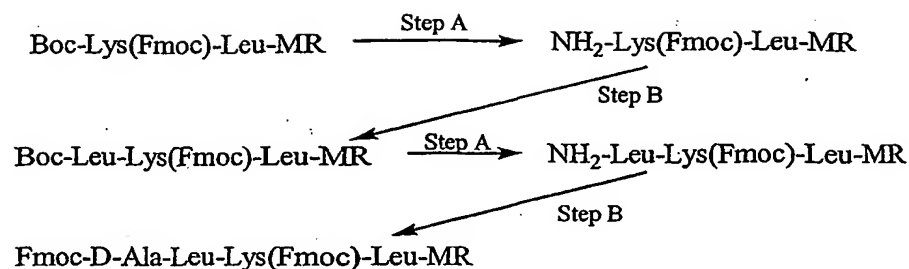 Boc-Lys(Fmoc)-Leu-MR Step A NH2-Lys(Fmoc)-Leu-MR
Step B
Boc-Leu-Lys(Fmoc)-Leu-MR Step A NH2-Leu-Lys(Fmoc)-Leu-MR
Step B
Fmoc-D-Ala-Leu-Lys(Fmoc)-Leu-MR